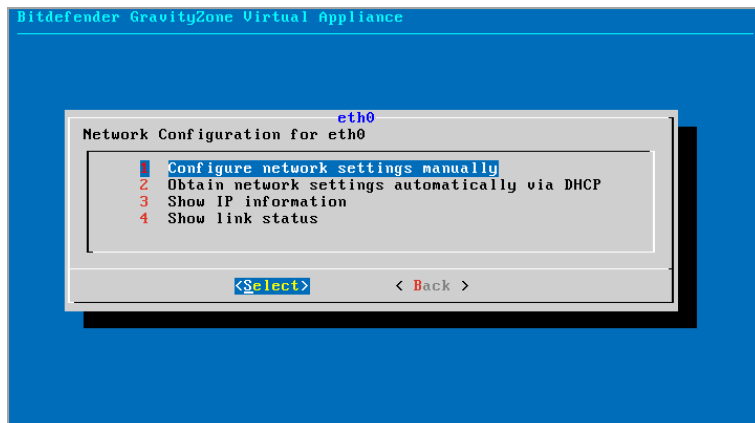 Bitdefender GravityZone Virtual Appliance
eth0
Network Configuration for eth0
1 Configure network settings manually
2 Obtain network settings automatically via DHCP
3 Show IP information
4 Show link status
<Select> < Back >